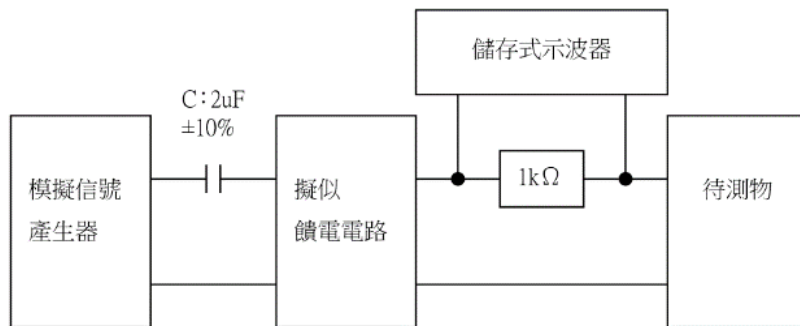 儲存式示波器
C:2uF
±10%
模擬信號
產生器
擬似
饋電電路
1kΩ
待測物